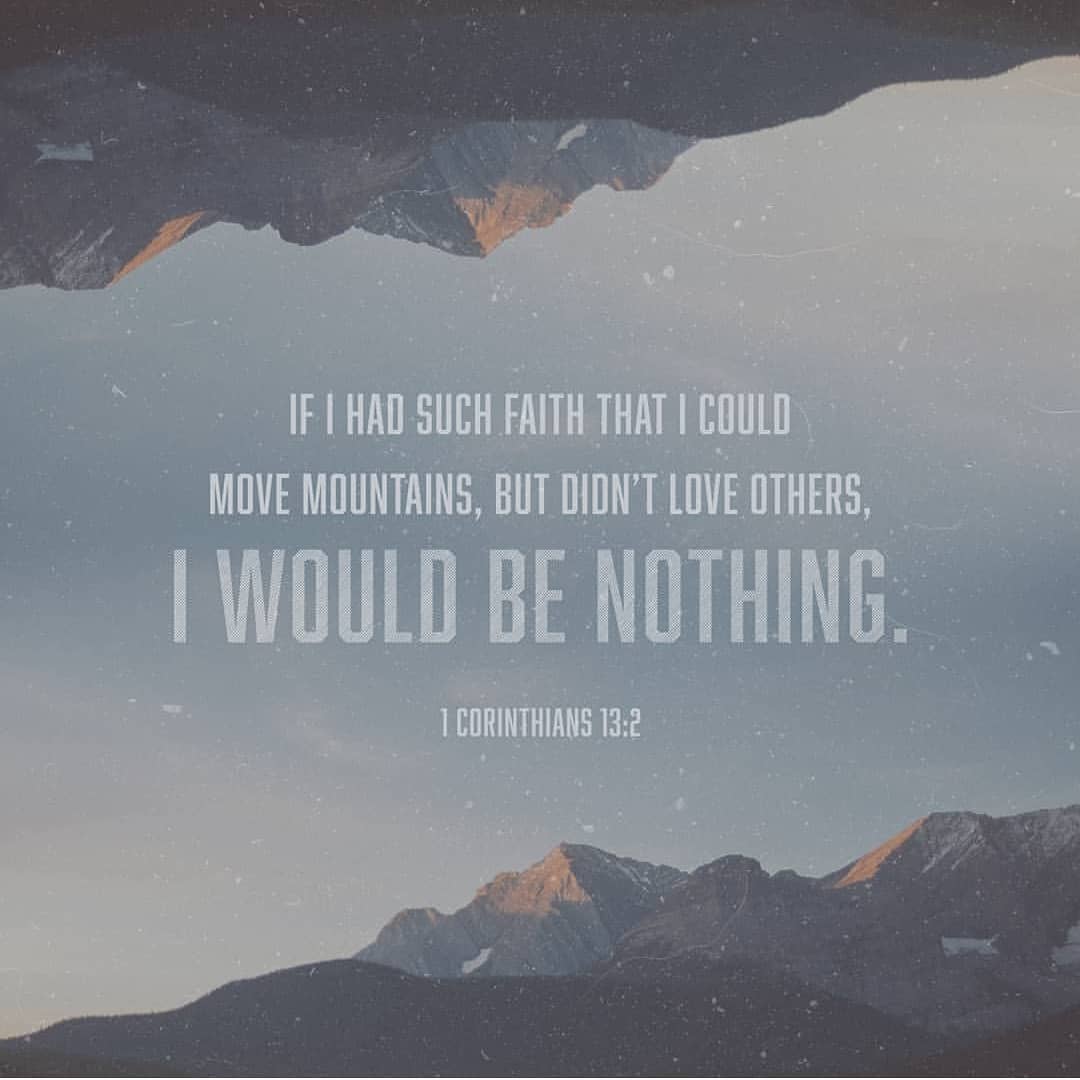 IF I HAD SUCH FAITH THAT I COULD
MOVE MOUNTAINS, BUT DIDN'T LOVE OTHERS,
I WOULD BE NOTHING.
1 CORINTHIANS 13:2